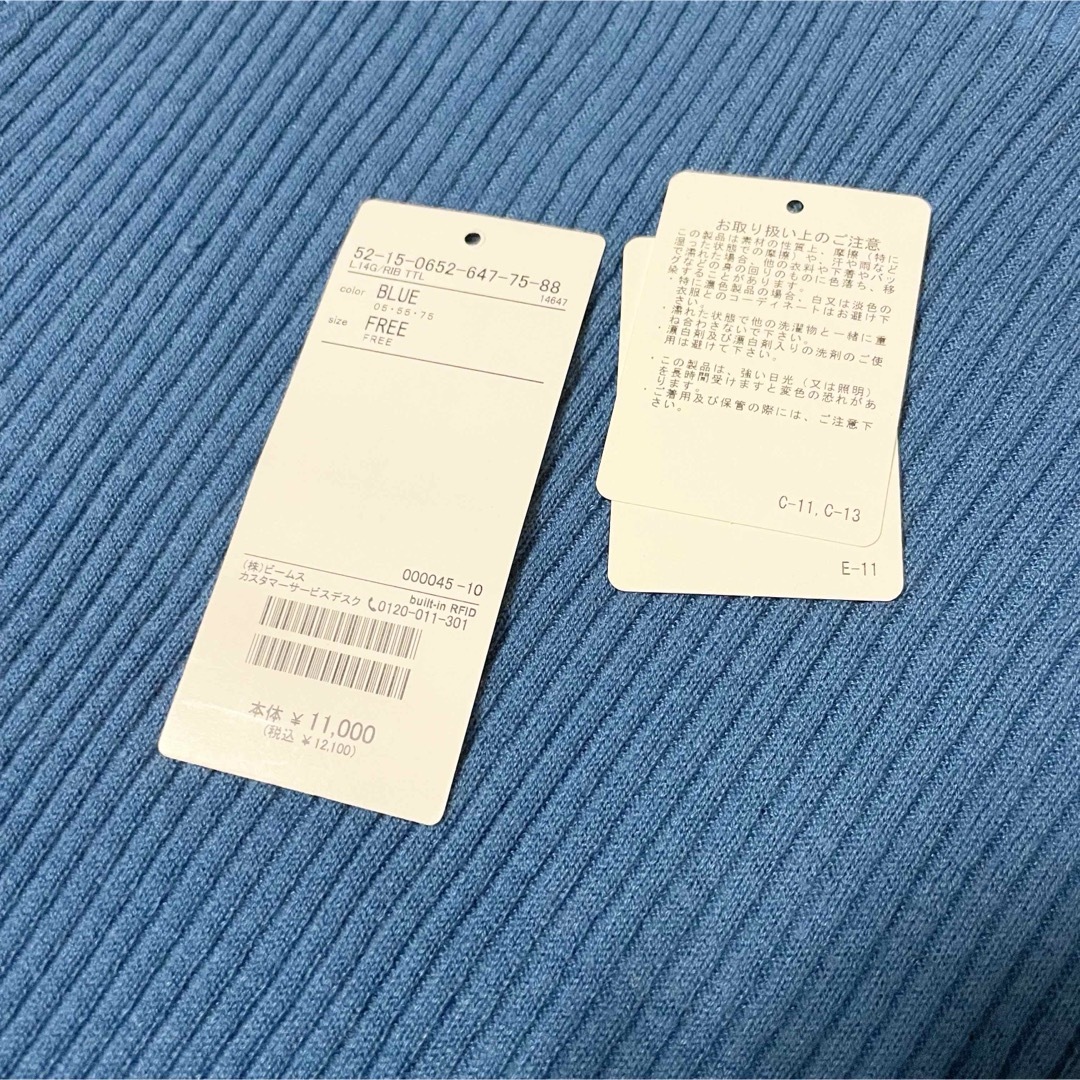 52-15-0652-647-75-88
L14G/RIB TTL
14647
color BLUE
05・55・75
size FREE
FREE
000045-10
(株)ビームス
built-in RFID
カスタマーサービスデスク 0120-011-301
本体 ¥ 11,000
(税込 ¥ 12,100)
お取り扱い上のご注意
この製品は素材の性質上、摩擦(特に
湿った状態での摩擦)や、汗や雨など
で濡れた場合、他の衣料や下着やバッ
グなどの身の回りのものに色落ち、移
染することがあります。
・特に濃色製品の場合、白又は淡色の
衣服とのコーディネートはお避け下
さい。
・濡れた状態で他の洗濯物と一緒に重
ね合わさないで下さい。
・漂白剤及び漂白剤入りの洗剤のご使
用は避けて下さい。
・この製品は、強い日光(又は照明)
を長時間受けますと変色の恐れがあ
ります。
・ご着用及び保管の際には、ご注意下
さい。
C-11,C-13
E-11